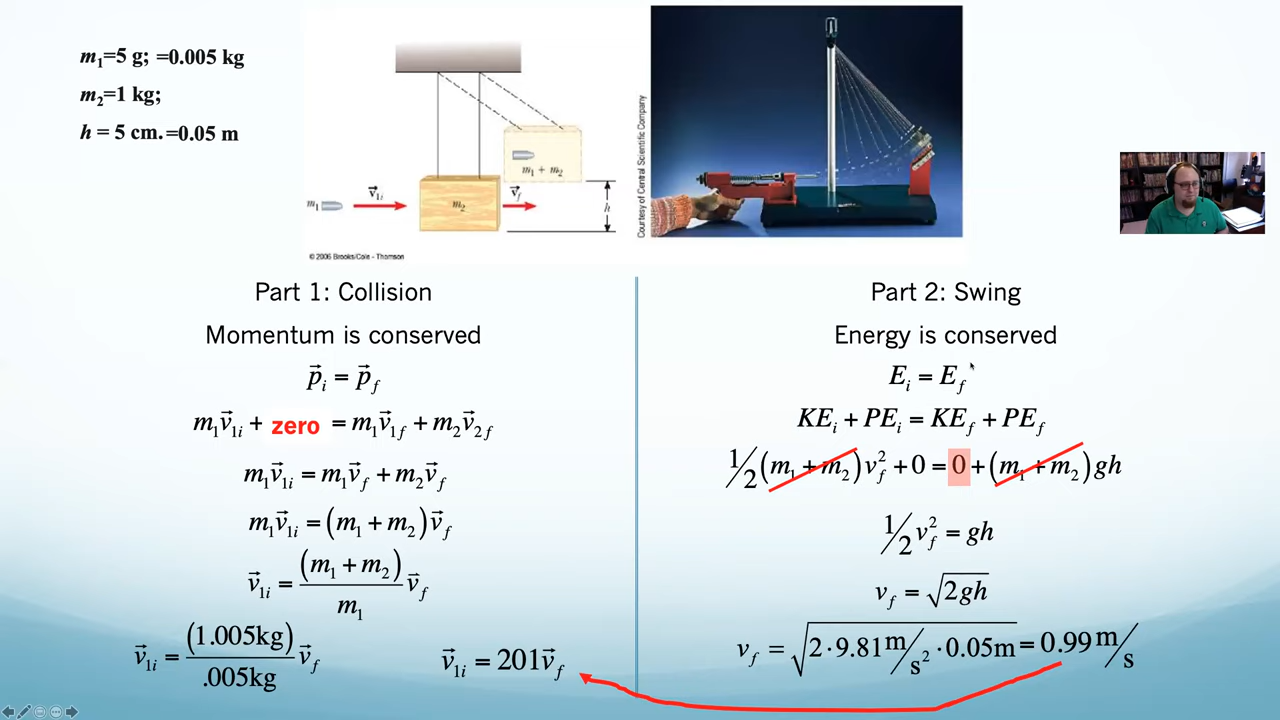 m₁=5 g; =0.005 kg
m₂=1 kg;
h = 5 cm. =0.05 m
m₁ + m₂
m₁
v⃗₁ᵢ
m₂
v⃗_f
h
© 2006 Brooks/Cole - Thomson
Courtesy of Central Scientific Company
Part 1: Collision
Momentum is conserved
p⃗ᵢ = p⃗_f
m₁v⃗₁ᵢ + zero = m₁v⃗₁f + m₂v⃗₂f
m₁v⃗₁ᵢ = m₁v⃗_f + m₂v⃗_f
m₁v⃗₁ᵢ = (m₁ + m₂)v⃗_f
v⃗₁ᵢ = (m₁ + m₂)/m₁ v⃗_f
v⃗₁ᵢ = (1.005kg)/.005kg v⃗_f
v⃗₁ᵢ = 201v⃗_f
Part 2: Swing
Energy is conserved
Eᵢ = E_f
KEᵢ + PEᵢ = KE_f + PE_f
1/2(m₁ + m₂)v_f² + 0 = 0 + (m₁ + m₂)gh
1/2 v_f² = gh
v_f = √2gh
v_f = √2·9.81 m/s² ·0.05m = 0.99 m/s